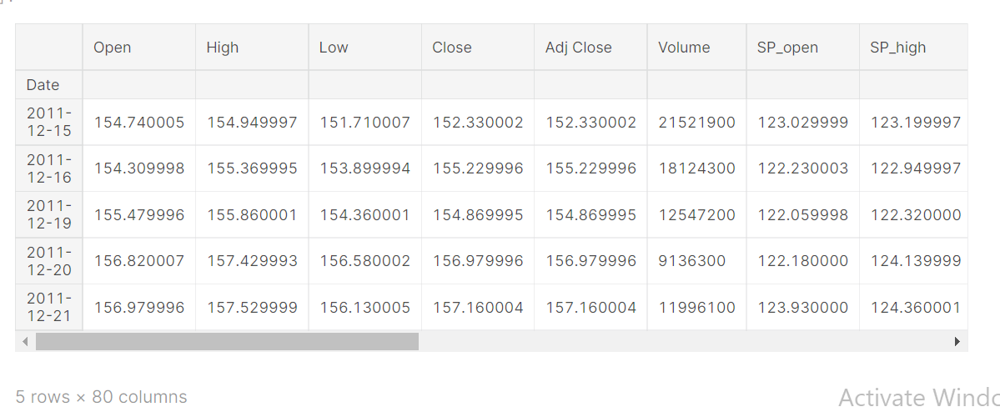 Open High Low Close Adj Close Volume SP_open SP_high
Date
2011-12-15 154.740005 154.949997 151.710007 152.330002 152.330002 21521900 123.029999 123.199997
2011-12-16 154.309998 155.369995 153.899994 155.229996 155.229996 18124300 122.230003 122.949997
2011-12-19 155.479996 155.860001 154.360001 154.869995 154.869995 12547200 122.059998 122.320000
2011-12-20 156.820007 157.429993 156.580002 156.979996 156.979996 9136300 122.180000 124.139999
2011-12-21 156.979996 157.529999 156.130005 157.160004 157.160004 11996100 123.930000 124.360001
5 rows × 80 columns
Activate Windo